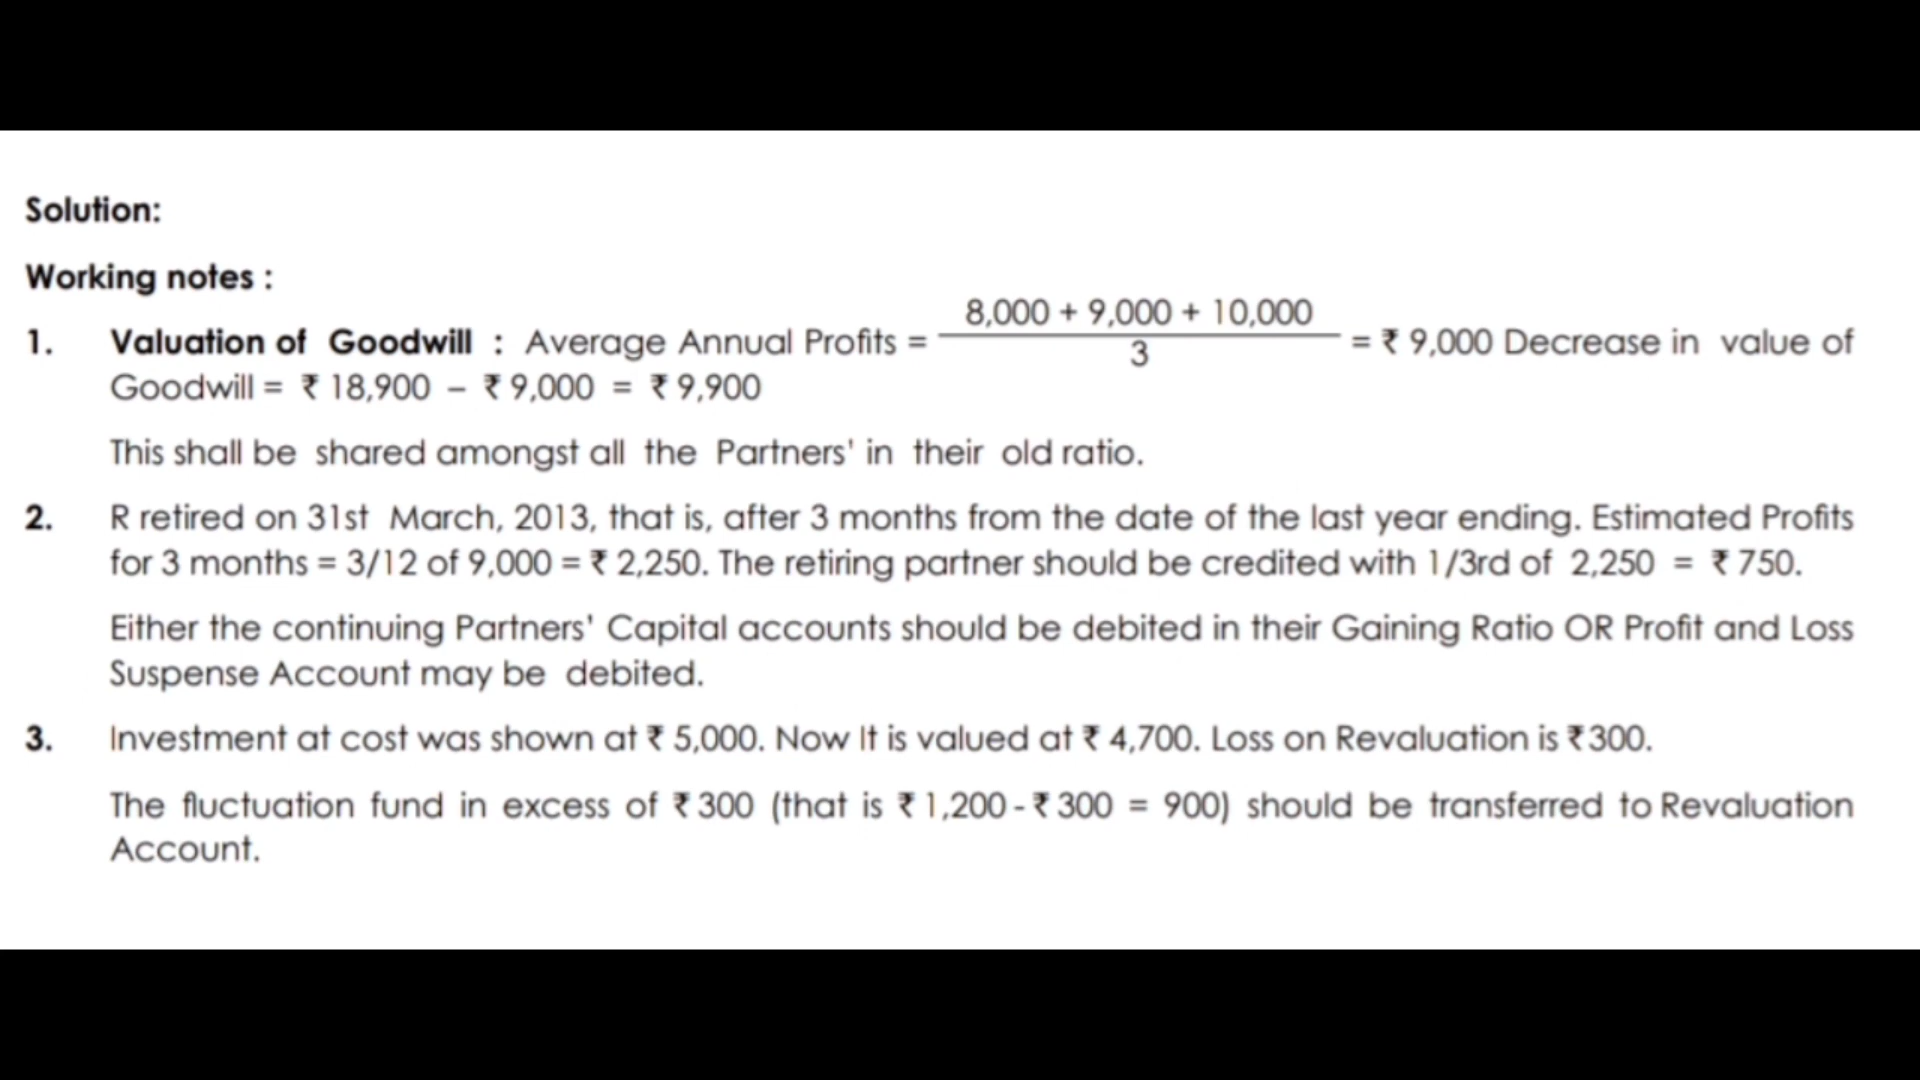 Solution:
Working notes :
1. Valuation of Goodwill : Average Annual Profits = 8,000 + 9,000 + 10,000 / 3 = ₹ 9,000 Decrease in value of
Goodwill = ₹ 18,900 – ₹ 9,000 = ₹ 9,900
This shall be shared amongst all the Partners' in their old ratio.
2. R retired on 31st March, 2013, that is, after 3 months from the date of the last year ending. Estimated Profits
for 3 months = 3/12 of 9,000 = ₹ 2,250. The retiring partner should be credited with 1/3rd of 2,250 = ₹ 750.
Either the continuing Partners' Capital accounts should be debited in their Gaining Ratio OR Profit and Loss
Suspense Account may be debited.
3. Investment at cost was shown at ₹ 5,000. Now It is valued at ₹ 4,700. Loss on Revaluation is ₹ 300.
The fluctuation fund in excess of ₹ 300 (that is ₹ 1,200 - ₹ 300 = 900) should be transferred to Revaluation
Account.